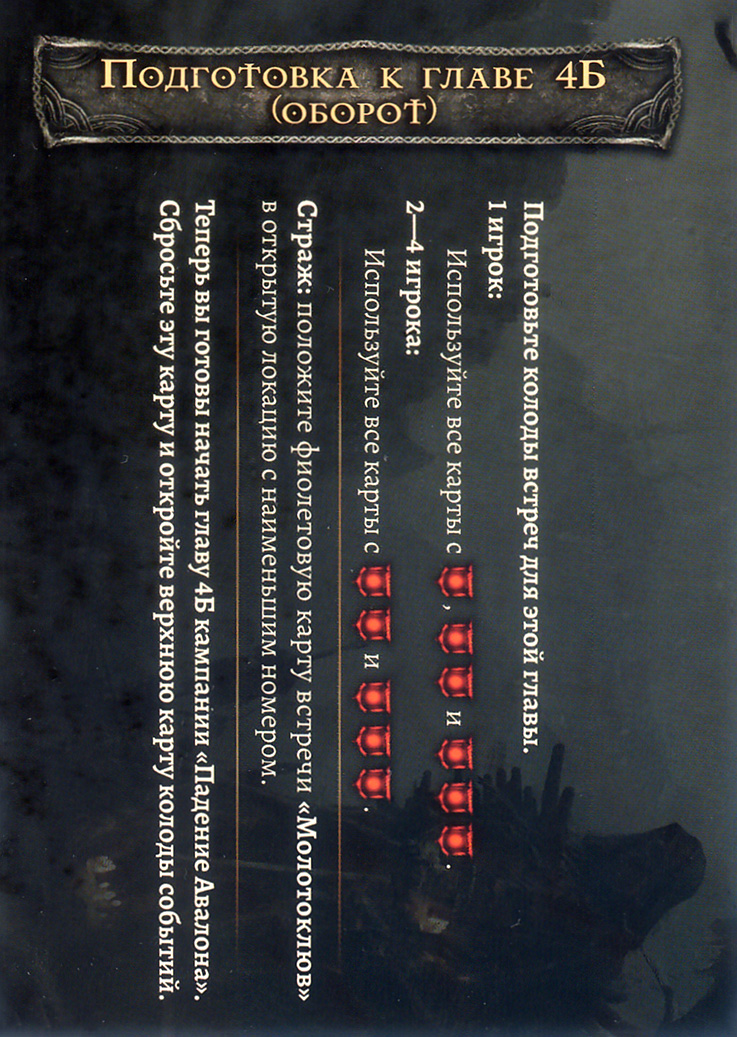 Подготовка к главе 4Б
(оборот)
Подготовьте колоды встреч для этой главы.
1 игрок:
Используйте все карты с , и .
2—4 игрока:
Используйте все карты с и .
Страж: положите фиолетовую карту встречи «Молотоклюв»
в открытую локацию с наименьшим номером.
Теперь вы готовы начать главу 4Б кампании «Падение Авалона».
Сбросьте эту карту и откройте верхнюю карту колоды событий.